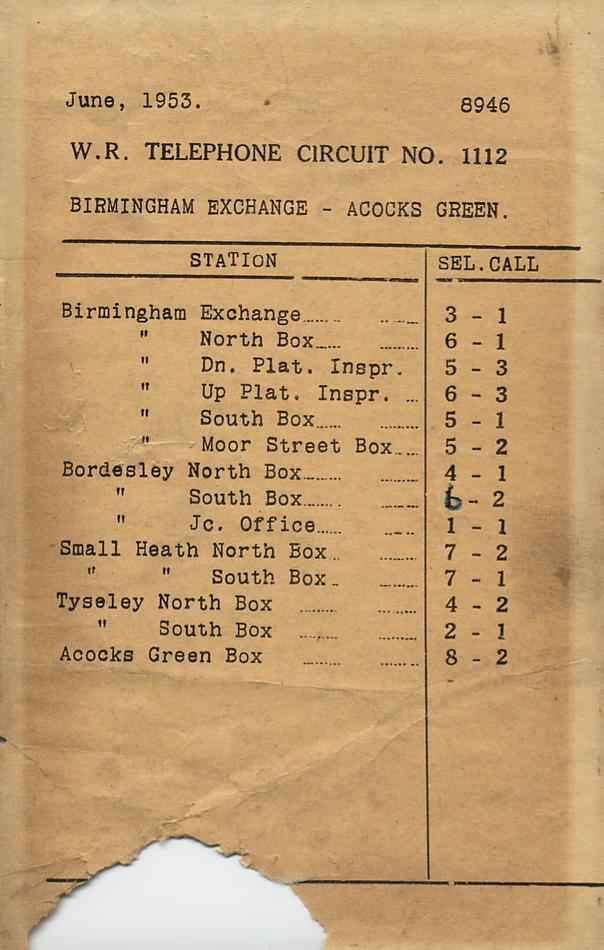 June, 1953. 8946
W.R. TELEPHONE CIRCUIT NO. 1112
BIRMINGHAM EXCHANGE - ACOCKS GREEN.
STATION SEL.CALL
Birmingham Exchange 3 - 1
" North Box 6 - 1
" Dn. Plat. Inspr. 5 - 3
" Up Plat. Inspr. 6 - 3
" South Box 5 - 1
" Moor Street Box 5 - 2
Bordesley North Box 4 - 1
" South Box 6 - 2
" Jc. Office 1 - 1
Small Heath North Box 7 - 2
" " South Box 7 - 1
Tyseley North Box 4 - 2
" South Box 2 - 1
Acocks Green Box 8 - 2